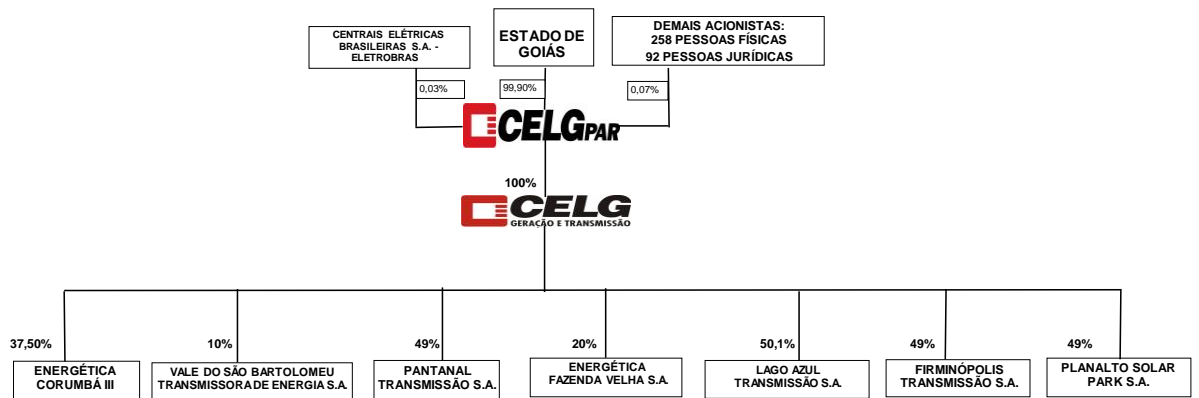 CENTRAIS ELÉTRICAS
BRASILEIRAS S.A. -
ELETROBRAS
ESTADO DE
GOIÁS
DEMAIS ACIONISTAS:
258 PESSOAS FÍSICAS
92 PESSOAS JURÍDICAS
0,03%
99,90%
0,07%
CELGPAR
100%
CELG
GERAÇÃO E TRANSMISSÃO
37,50%
ENERGÉTICA
CORUMBÁ III
10%
VALE DO SÃO BARTOLOMEU
TRANSMISSORA DE ENERGIA S.A.
49%
PANTANAL
TRANSMISSÃO S.A.
20%
ENERGÉTICA
FAZENDA VELHA S.A.
50,1%
LAGO AZUL
TRANSMISSÃO S.A.
49%
FIRMINÓPOLIS
TRANSMISSÃO S.A.
49%
PLANALTO SOLAR
PARK S.A.